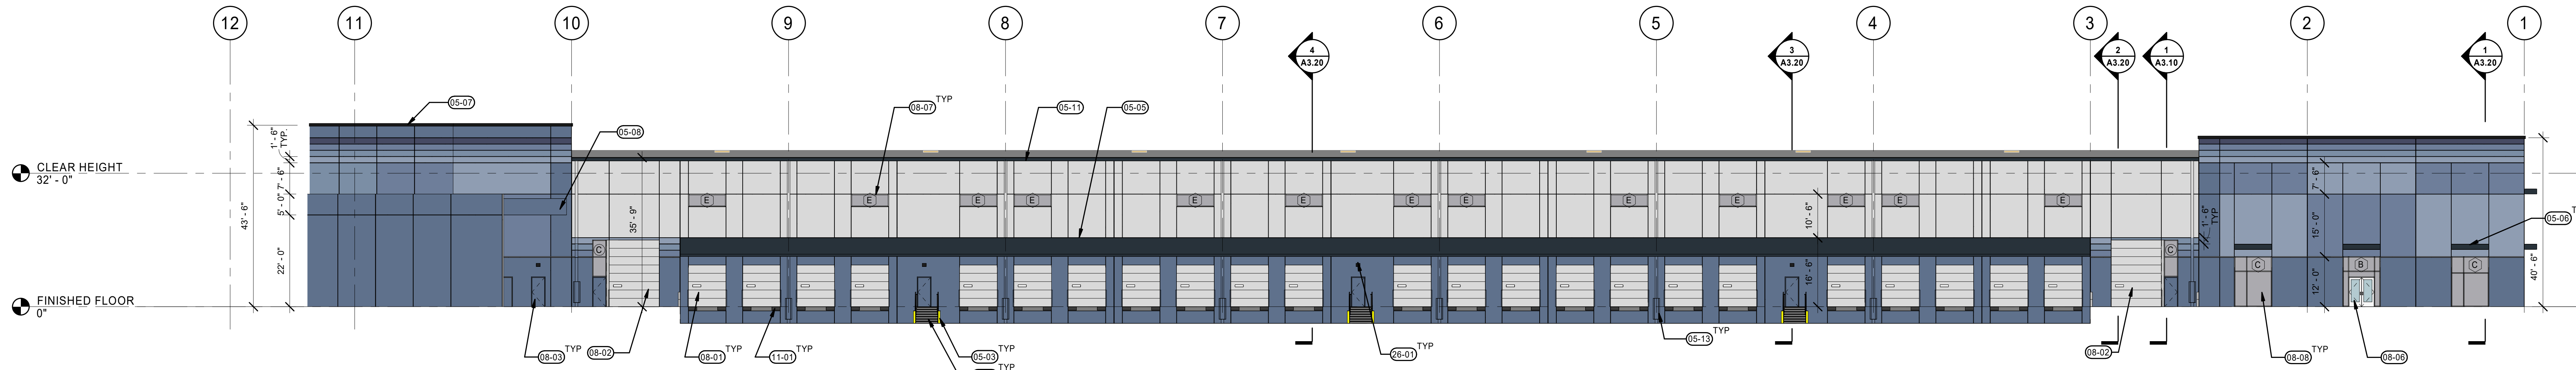 12
11
10
9
8
7
6
5
4
3
2
1
4
A3.20
3
A3.20
2
A3.20
1
A3.10
1
A3.20
05-07
05-08
08-07 TYP
05-11
05-05
1' - 6"
TYP.
7' - 6"
5' - 0"
43' - 6"
22' - 0"
35' - 9"
CLEAR HEIGHT
32' - 0"
FINISHED FLOOR
0"
E
E
E
E
E
E
E
E
E
E
E
E
E
C
C
10' - 6"
16' - 6"
1' - 6"
TYP
7' - 6"
15' - 0"
12' - 0"
40' - 6"
05-06
C
B
C
08-03 TYP
08-02
08-01 TYP
11-01 TYP
05-03 TYP
TYP
26-01 TYP
05-13 TYP
08-02
08-08 TYP
08-06